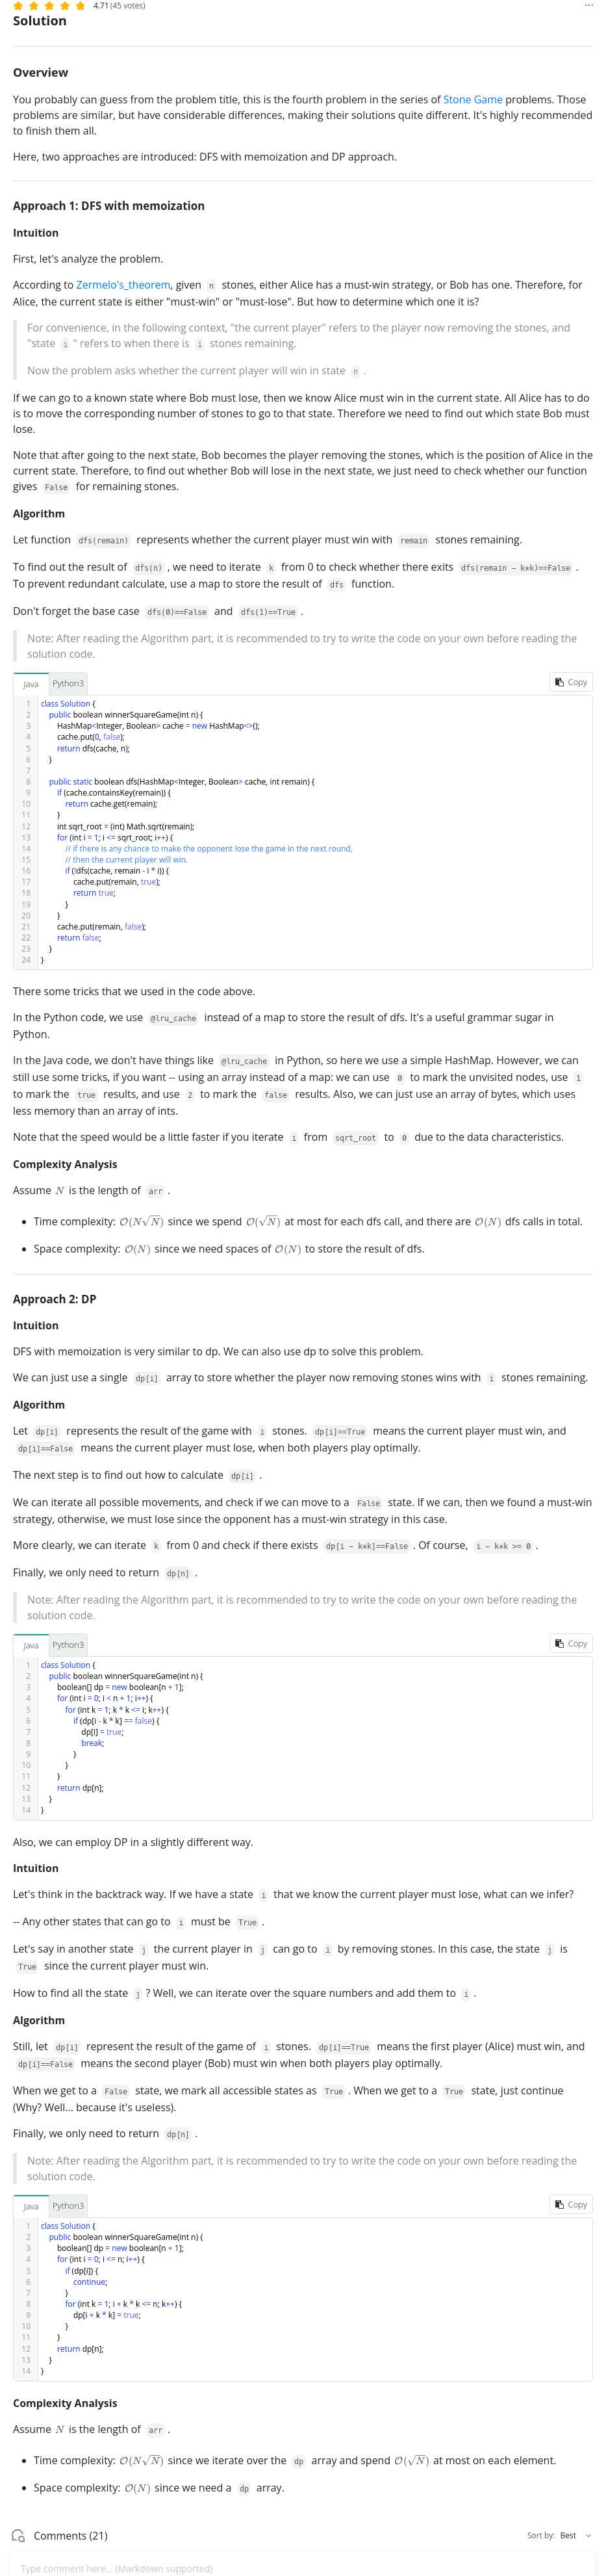 4.71 (45 votes)
Solution
Overview
You probably can guess from the problem title, this is the fourth problem in the series of Stone Game problems. Those
problems are similar, but have considerable differences, making their solutions quite different. It's highly recommended
to finish them all.
Here, two approaches are introduced: DFS with memoization and DP approach.
Approach 1: DFS with memoization
Intuition
First, let's analyze the problem.
According to Zermelo's_theorem, given n stones, either Alice has a must-win strategy, or Bob has one. Therefore, for
Alice, the current state is either "must-win" or "must-lose". But how to determine which one it is?
For convenience, in the following context, "the current player" refers to the player now removing the stones, and
"state i " refers to when there is i stones remaining.
Now the problem asks whether the current player will win in state n .
If we can go to a known state where Bob must lose, then we know Alice must win in the current state. All Alice has to do
is to move the corresponding number of stones to go to that state. Therefore we need to find out which state Bob must
lose.
Note that after going to the next state, Bob becomes the player removing the stones, which is the position of Alice in the
current state. Therefore, to find out whether Bob will lose in the next state, we just need to check whether our function
gives False for remaining stones.
Algorithm
Let function dfs(remain) represents whether the current player must win with remain stones remaining.
To find out the result of dfs(n) , we need to iterate k from 0 to check whether there exits dfs(remain - k*k)==False .
To prevent redundant calculate, use a map to store the result of dfs function.
Don't forget the base case dfs(0)==False and dfs(1)==True .
Note: After reading the Algorithm part, it is recommended to try to write the code on your own before reading the
solution code.
Java Python3 Copy
1 class Solution {
2 public boolean winnerSquareGame(int n) {
3 HashMap<Integer, Boolean> cache = new HashMap<>();
4 cache.put(0, false);
5 return dfs(cache, n);
6 }
7
8 public static boolean dfs(HashMap<Integer, Boolean> cache, int remain) {
9 if (cache.containsKey(remain)) {
10 return cache.get(remain);
11 }
12 int sqrt_root = (int) Math.sqrt(remain);
13 for (int i = 1; i <= sqrt_root; i++) {
14 // if there is any chance to make the opponent lose the game in the next round,
15 // then the current player will win.
16 if (!dfs(cache, remain - i * i)) {
17 cache.put(remain, true);
18 return true;
19 }
20 }
21 cache.put(remain, false);
22 return false;
23 }
24 }
There some tricks that we used in the code above.
In the Python code, we use @lru_cache instead of a map to store the result of dfs. It's a useful grammar sugar in
Python.
In the Java code, we don't have things like @lru_cache in Python, so here we use a simple HashMap. However, we can
still use some tricks, if you want -- using an array instead of a map: we can use 0 to mark the unvisited nodes, use 1
to mark the true results, and use 2 to mark the false results. Also, we can just use an array of bytes, which uses
less memory than an array of ints.
Note that the speed would be a little faster if you iterate i from sqrt_root to 0 due to the data characteristics.
Complexity Analysis
Assume N is the length of arr .
• Time complexity: O(N√N) since we spend O(√N) at most for each dfs call, and there are O(N) dfs calls in total.
• Space complexity: O(N) since we need spaces of O(N) to store the result of dfs.
Approach 2: DP
Intuition
DFS with memoization is very similar to dp. We can also use dp to solve this problem.
We can just use a single dp[i] array to store whether the player now removing stones wins with i stones remaining.
Algorithm
Let dp[i] represents the result of the game with i stones. dp[i]==True means the current player must win, and
dp[i]==False means the current player must lose, when both players play optimally.
The next step is to find out how to calculate dp[i] .
We can iterate all possible movements, and check if we can move to a False state. If we can, then we found a must-win
strategy, otherwise, we must lose since the opponent has a must-win strategy in this case.
More clearly, we can iterate k from 0 and check if there exists dp[i - k*k]==False . Of course, i - k*k >= 0 .
Finally, we only need to return dp[n] .
Note: After reading the Algorithm part, it is recommended to try to write the code on your own before reading the
solution code.
Java Python3 Copy
1 class Solution {
2 public boolean winnerSquareGame(int n) {
3 boolean[] dp = new boolean[n + 1];
4 for (int i = 0; i < n + 1; i++) {
5 for (int k = 1; k * k <= i; k++) {
6 if (dp[i - k * k] == false) {
7 dp[i] = true;
8 break;
9 }
10 }
11 }
12 return dp[n];
13 }
14 }
Also, we can employ DP in a slightly different way.
Intuition
Let's think in the backtrack way. If we have a state i that we know the current player must lose, what can we infer?
-- Any other states that can go to i must be True .
Let's say in another state j the current player in j can go to i by removing stones. In this case, the state j is
True since the current player must win.
How to find all the state j ? Well, we can iterate over the square numbers and add them to i .
Algorithm
Still, let dp[i] represent the result of the game of i stones. dp[i]==True means the first player (Alice) must win, and
dp[i]==False means the second player (Bob) must win when both players play optimally.
When we get to a False state, we mark all accessible states as True . When we get to a True state, just continue
(Why? Well... because it's useless).
Finally, we only need to return dp[n] .
Note: After reading the Algorithm part, it is recommended to try to write the code on your own before reading the
solution code.
Java Python3 Copy
1 class Solution {
2 public boolean winnerSquareGame(int n) {
3 boolean[] dp = new boolean[n + 1];
4 for (int i = 0; i <= n; i++) {
5 if (dp[i]) {
6 continue;
7 }
8 for (int k = 1; i + k * k <= n; k++) {
9 dp[i + k * k] = true;
10 }
11 }
12 return dp[n];
13 }
14 }
Complexity Analysis
Assume N is the length of arr .
• Time complexity: O(N√N) since we iterate over the dp array and spend O(√N) at most on each element.
• Space complexity: O(N) since we need a dp array.
Comments (21) Sort by: Best
Type comment here... (Markdown supported)